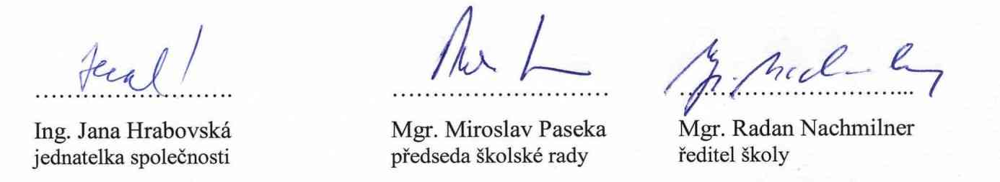 Ing. Jana Hrabovská
jednatelka společnosti
Mgr. Miroslav Paseka
předseda školské rady
Mgr. Radan Nachmilner
ředitel školy